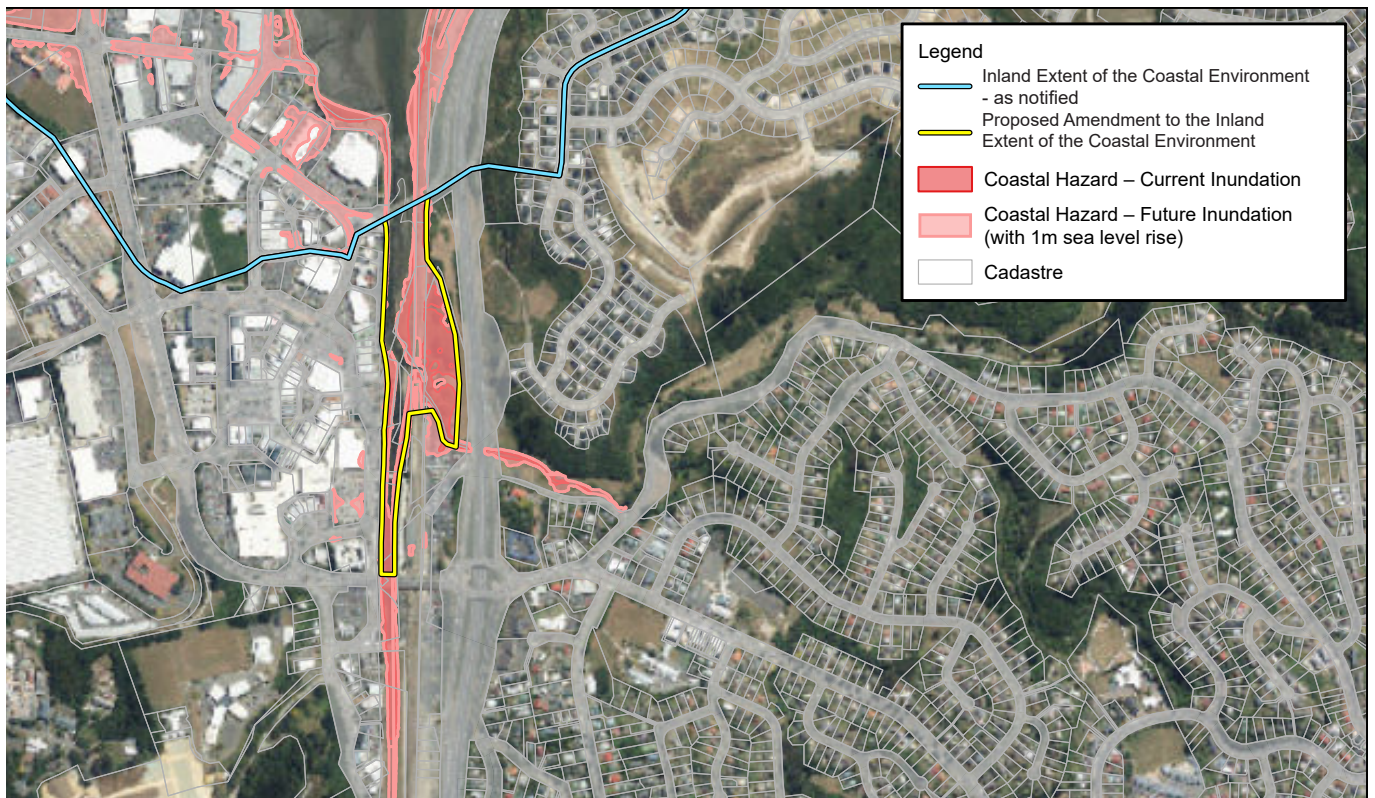 Legend
Inland Extent of the Coastal Environment
- as notified
Proposed Amendment to the Inland
Extent of the Coastal Environment
Coastal Hazard – Current Inundation
Coastal Hazard – Future Inundation
(with 1m sea level rise)
Cadastre